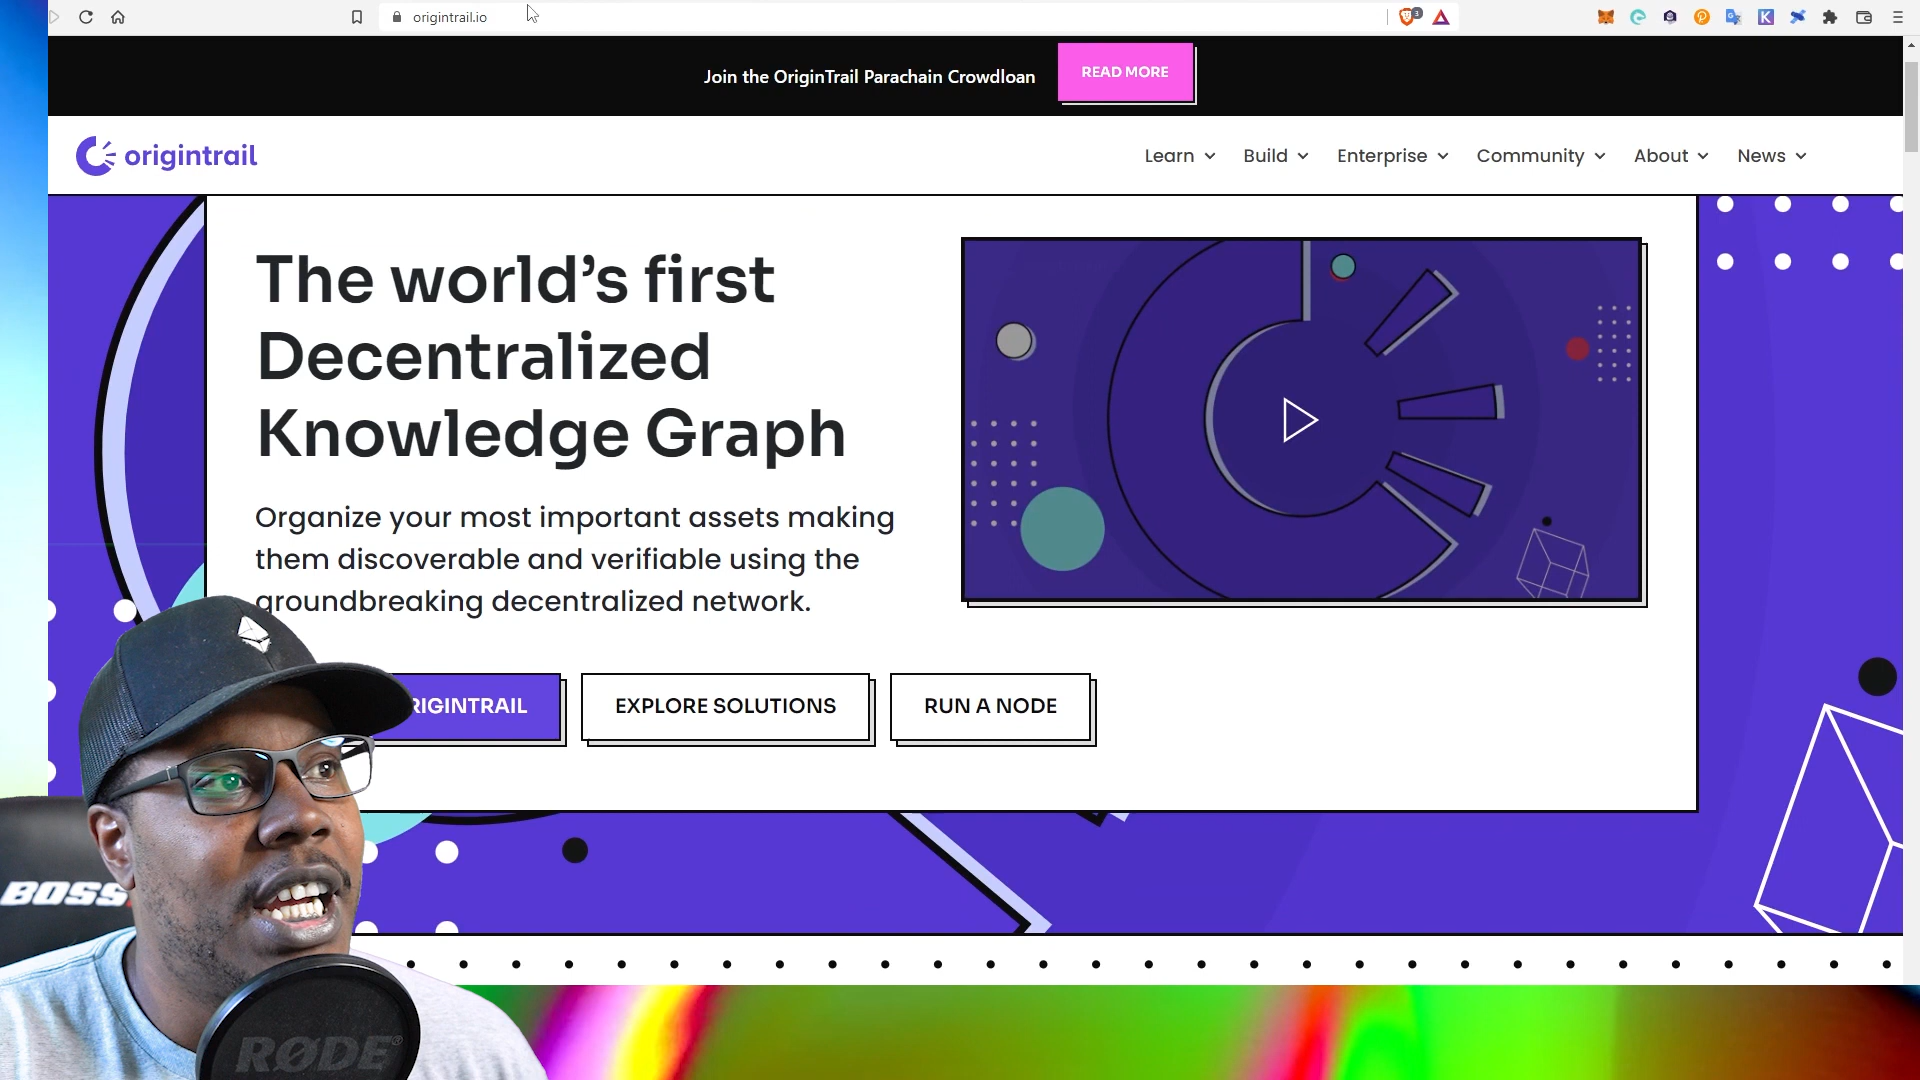 origintrail.io
3
Join the OriginTrail Parachain Crowdloan
READ MORE
origintrail
Learn
Build
Enterprise
Community
About
News
The world’s first
Decentralized
Knowledge Graph
Organize your most important assets making
them discoverable and verifiable using the
groundbreaking decentralized network.
RIGINTRAIL
EXPLORE SOLUTIONS
RUN A NODE
BOSS
RØDE®